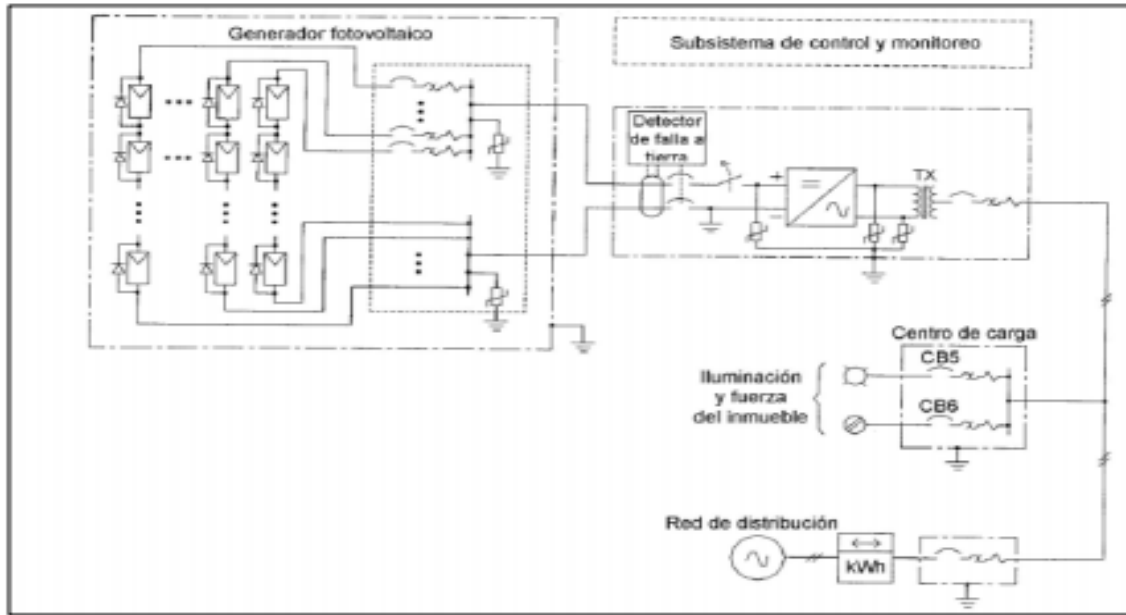 Generador fotovoltaico
Subsistema de control y monitoreo
Detector
de falla a
tierra
TX
Centro de carga
CB5
Iluminación
y fuerza
del inmueble
CB6
Red de distribución
kWh